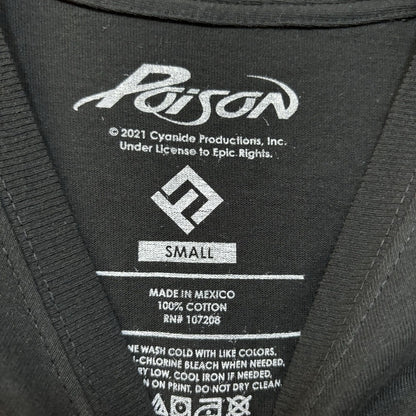 Poison
© 2021 Cyanide Productions, Inc.
Under License to Epic Rights.
SMALL
MADE IN MEXICO
100% COTTON
RN# 107208
WASH COLD WITH LIKE COLORS,
-CHLORINE BLEACH WHEN NEEDED,
LOW, COOL IRON IF NEEDED,
ON PRINT, DO NOT DRY CLEAN